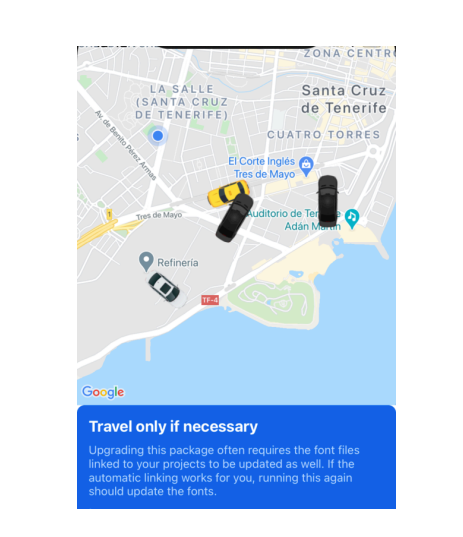 ZONA CENTR
LA SALLE
(SANTA CRUZ
DE TENERIFE)
Santa Cruz
de Tenerife
CUATRO TORRES
Av. de Benito Pérez Armas
El Corte Inglés
Tres de Mayo
1
Tres de Mayo
Auditorio de Tene
Adán Martín
Refinería
TF-4
Google
Travel only if necessary
Upgrading this package often requires the font files
linked to your projects to be updated as well. If the
automatic linking works for you, running this again
should update the fonts.